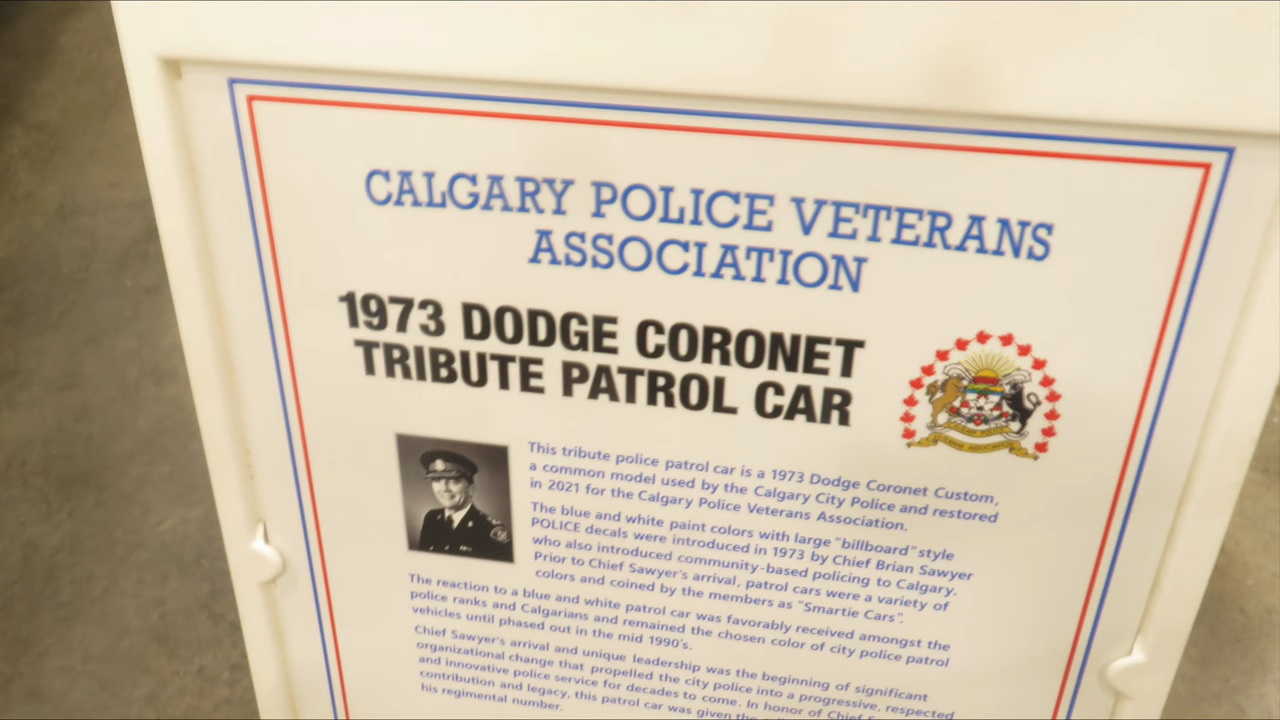 CALGARY POLICE VETERANS
ASSOCIATION
1973 DODGE CORONET
TRIBUTE PATROL CAR
This tribute police patrol car is a 1973 Dodge Coronet Custom,
a common model used by the Calgary City Police and restored
in 2021 for the Calgary Police Veterans Association.
The blue and white paint colors with large "billboard" style
POLICE decals were introduced in 1973 by Chief Brian Sawyer
who also introduced community-based policing to Calgary.
Prior to Chief Sawyer's arrival, patrol cars were a variety of
colors and coined by the members as "Smartie Cars".
The reaction to a blue and white patrol car was favorably received amongst the
police ranks and Calgarians and remained the chosen color of city police patrol
vehicles until phased out in the mid 1990's.
Chief Sawyer's arrival and unique leadership was the beginning of significant
organizational change that propelled the city police into a progressive, respected
and innovative police service for decades to come. In honor of Chief
contribution and legacy, this patrol car was given the
his regimental number.